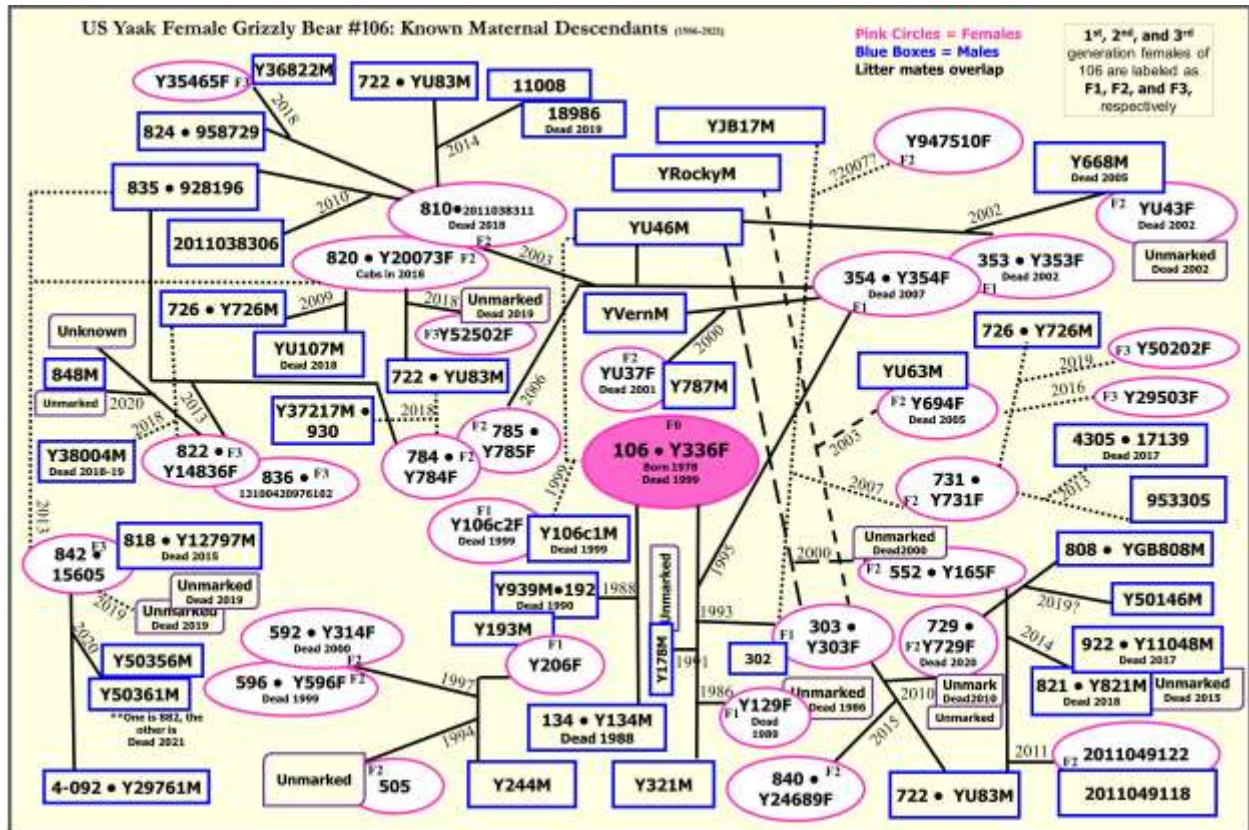 US Yaak Female Grizzly Bear #106: Known Maternal Descendants (1986-2021)
Pink Circles = Females
Blue Boxes = Males
Litter mates overlap
1st, 2nd, and 3rd
generation females of
106 are labeled as
F1, F2, and F3,
respectively
Y35465F F3
Y36822M
2018
722 • YU83M
11008
18986
Dead 2019
2014
824 • 958729
YJB17M
Y947510F
F2
??2007?
YRockyM
Y668M
Dead 2005
835 • 928196
2010
810•2011038311
Dead 2018
F2
2002
F2
YU43F
Dead 2002
Unmarked
Dead 2002
2011038306
YU46M
820 • Y20073F F2
Cubs in 2018
2003
354 • Y354F
Dead 2007
F1
353 • Y353F
Dead 2002
F1
726 • Y726M
2009
2018
Unmarked
Dead 2019
F3 Y52502F
YVernM
Unknown
YU107M
Dead 2018
2000
726 • Y726M
848M
Unmarked
2020
2013
722 • YU83M
2006
F2
YU37F
Dead 2001
Y787M
YU63M
F2 Y694F
Dead 2005
2019
F3 Y50202F
2016
F3 Y29503F
2018
Y37217M •
930
2018
Y38004M
Dead 2018-19
822 • F3
Y14836F
836 • F3
13100420976102
784 • F2
Y784F
F2 785 •
Y785F
F0
106 • Y336F
Born 1978
Dead 1999
2003
4305 • 17139
Dead 2017
2013
953305
731 •
F2 Y731F
2007
1999
2013
F1
Y106c2F
Dead 1999
Y106c1M
Dead 1999
F3
842 •
15605
818 • Y12797M
Dead 2015
Unmarked
Dead 2019
Unmarked
Dead 2019
2019
1995
2000
Unmarked
Dead2000
F2 552 • Y165F
808 • YGB808M
Y939M•192
Dead 1990
1988
Unmarked
1993
2019?
Y50146M
Y193M
F1
Y206F
Y178M
1991
302
F1 303 •
Y303F
729 •
F2 Y729F
Dead 2020
2014
922 • Y11048M
Dead 2017
821 • Y821M
Dead 2018
Unmarked
Dead 2015
2020
592 • Y314F
Dead 2000
F2
596 • Y596F F2
Dead 1999
1997
Y50356M
Y50361M
**One is 882, the
other is
Dead 2021
1986
Y129F
F1 Dead
1989
Unmarked
Dead 1986
2010
Unmark
Dead2010
Unmarked
134 • Y134M
Dead 1988
1994
2015
2011
2011049122
F2
2011049118
4-092 • Y29761M
Unmarked
F2
505
Y244M
Y321M
840 • F2
Y24689F
722 • YU83M